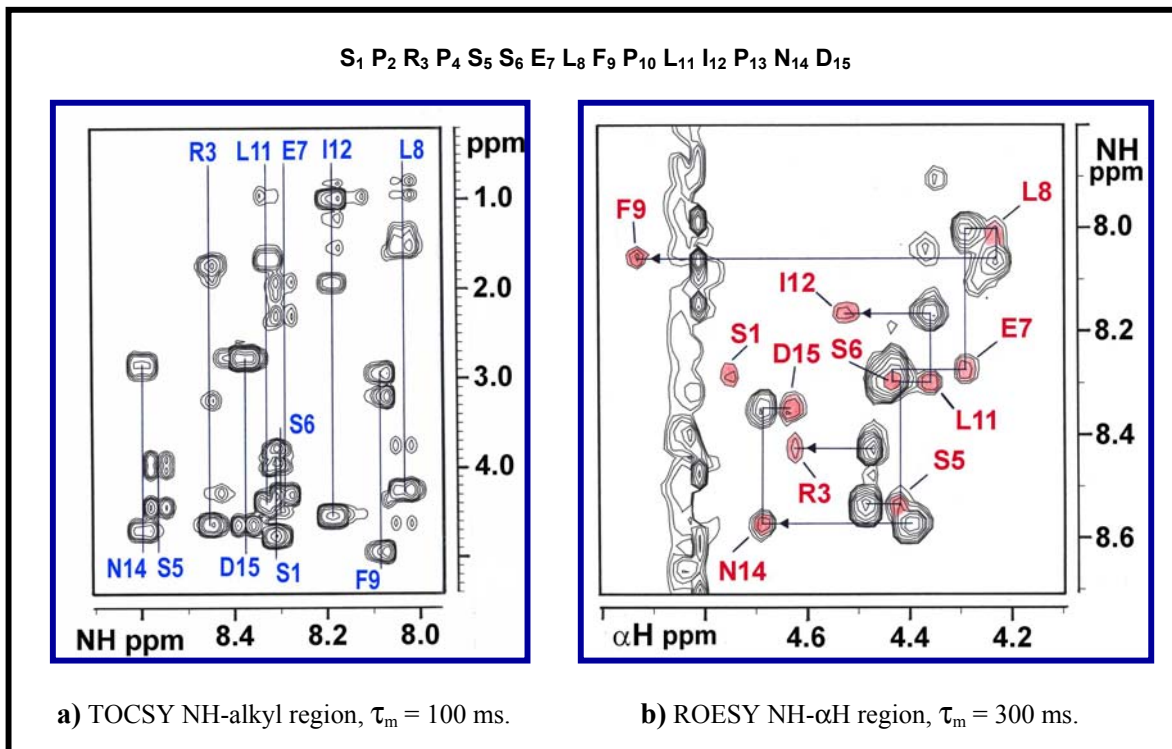 S₁ P₂ R₃ P₄ S₅ S₆ E₇ L₈ F₉ P₁₀ L₁₁ I₁₂ P₁₃ N₁₄ D₁₅
R3 L11 E7 I12 L8
ppm
1.0
2.0
3.0
S6
4.0
N14 S5 D15 S1 F9
NH ppm 8.4 8.2 8.0
NH
ppm
L8
F9
8.0
I12
S1
D15 S6 E7
8.2
L11
8.4
R3 S5
N14
8.6
αH ppm 4.6 4.4 4.2
a) TOCSY NH-alkyl region, τₘ = 100 ms.
b) ROESY NH-αH region, τₘ = 300 ms.